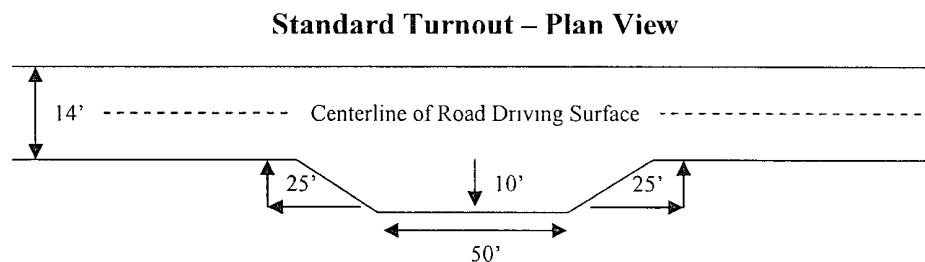 Standard Turnout – Plan View
14'
Centerline of Road Driving Surface
25'
10'
25'
50'